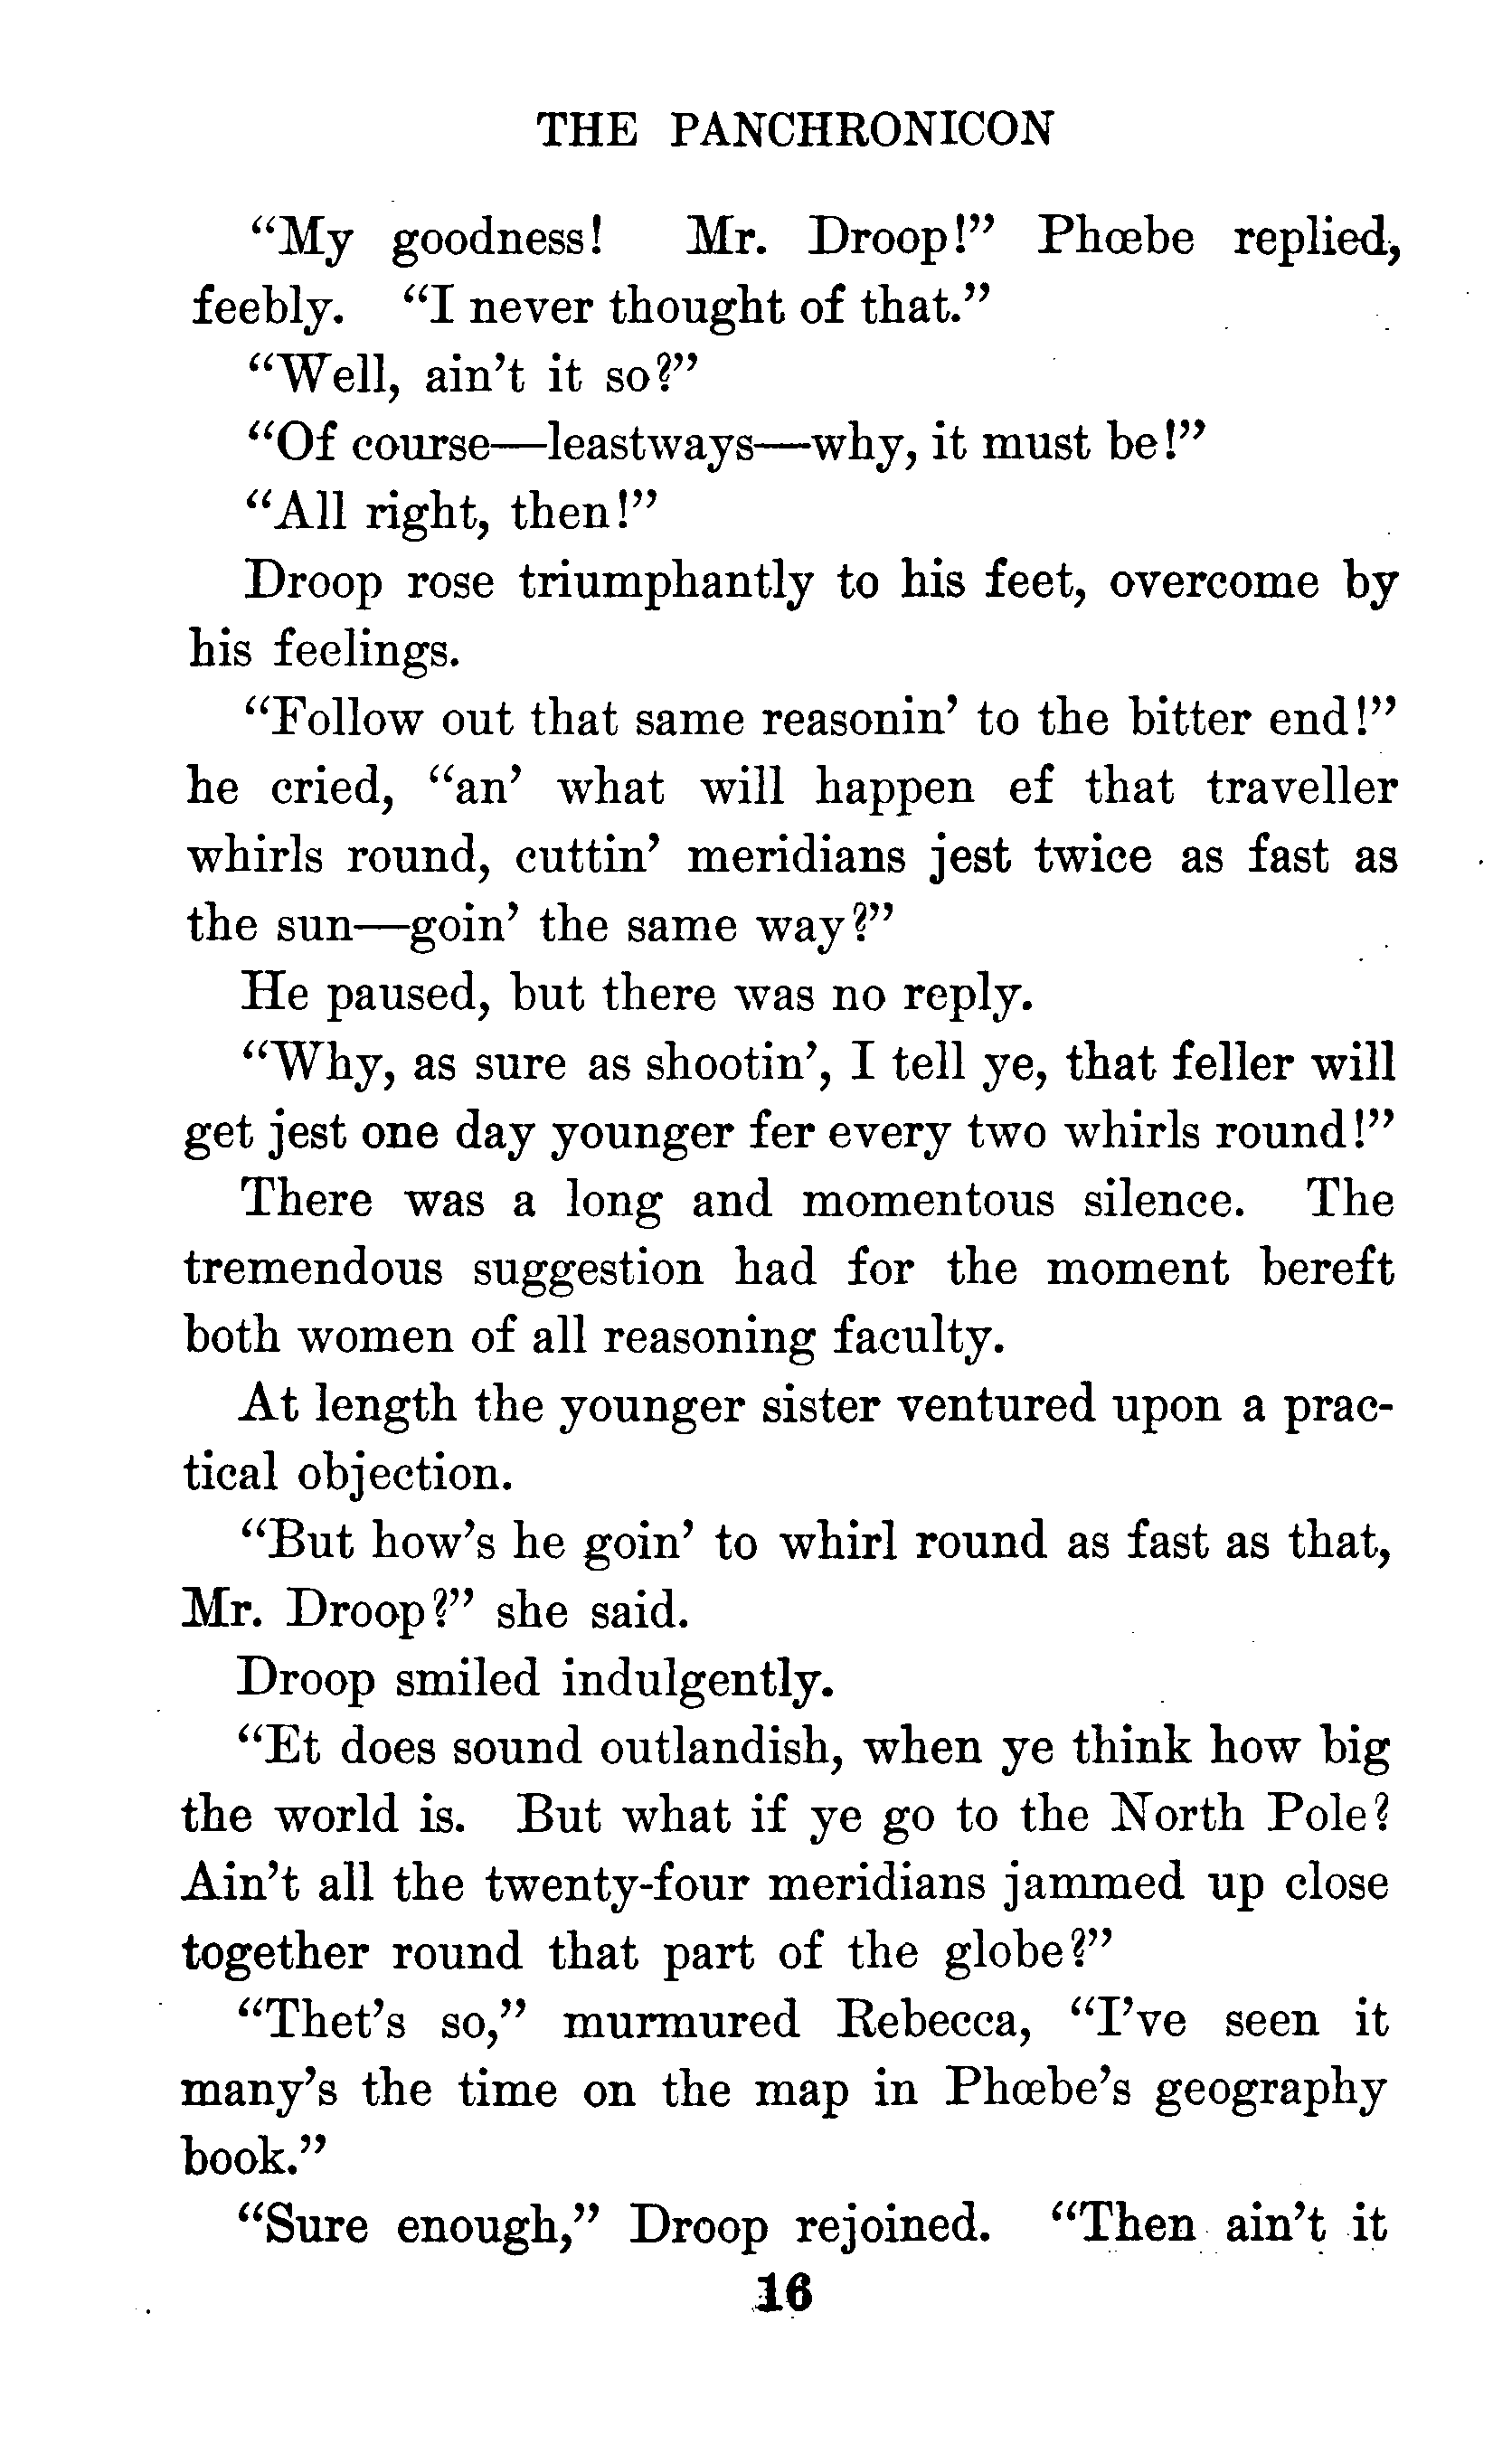 THE PANCHRONICON
“My goodness! Mr. Droop!” Phœbe replied,
feebly. “I never thought of that.”
“Well, ain’t it so?”
“Of course—leastways—why, it must be!”
“All right, then!”
Droop rose triumphantly to his feet, overcome by
his feelings.
“Follow out that same reasonin’ to the bitter end!”
he cried, “an’ what will happen ef that traveller
whirls round, cuttin’ meridians jest twice as fast as
the sun—goin’ the same way?”
He paused, but there was no reply.
“Why, as sure as shootin’, I tell ye, that feller will
get jest one day younger fer every two whirls round!”
There was a long and momentous silence. The
tremendous suggestion had for the moment bereft
both women of all reasoning faculty.
At length the younger sister ventured upon a prac-
tical objection.
“But how’s he goin’ to whirl round as fast as that,
Mr. Droop?” she said.
Droop smiled indulgently.
“Et does sound outlandish, when ye think how big
the world is. But what if ye go to the North Pole?
Ain’t all the twenty-four meridians jammed up close
together round that part of the globe?”
“Thet’s so,” murmured Rebecca, “I’ve seen it
many’s the time on the map in Phœbe’s geography
book.”
“Sure enough,” Droop rejoined. “Then ain’t it
16